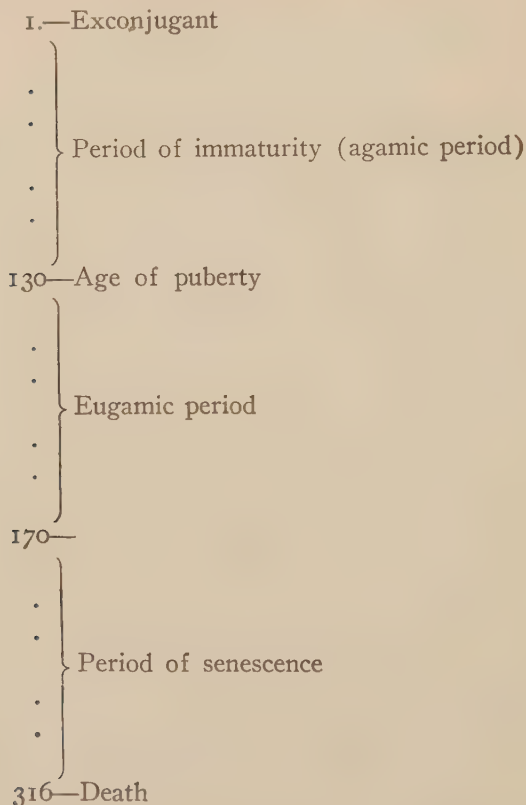 1.—Exconjugant
Period of immaturity (agamic period)
130—Age of puberty
Eugamic period
170—
Period of senescence
316—Death